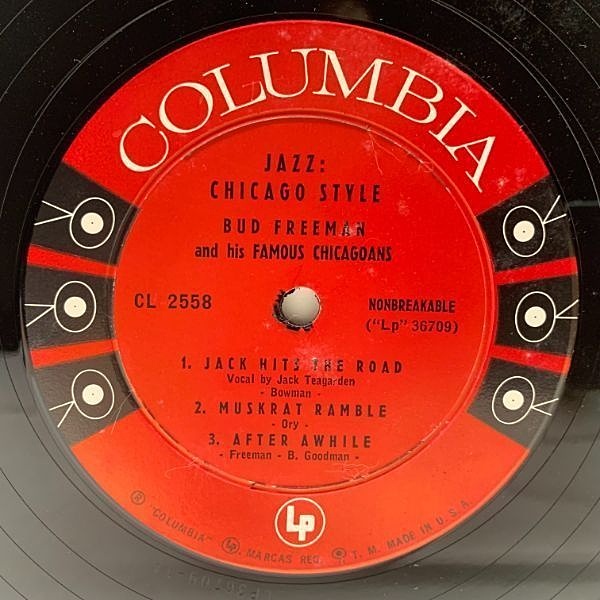 COLUMBIA
JAZZ:
CHICAGO STYLE
BUD FREEMAN
and his FAMOUS CHICAGOANS
CL 2558
NONBREAKABLE
("Lp" 36709)
1. JACK HITS THE ROAD
Vocal by Jack Teagarden
- Bowman -
2. MUSKRAT RAMBLE
- Ory -
3. AFTER AWHILE
- Freeman - B. Goodman -
Lp
® "COLUMBIA" Lp. MARCAS REG. T. M. MADE IN U.S.A.